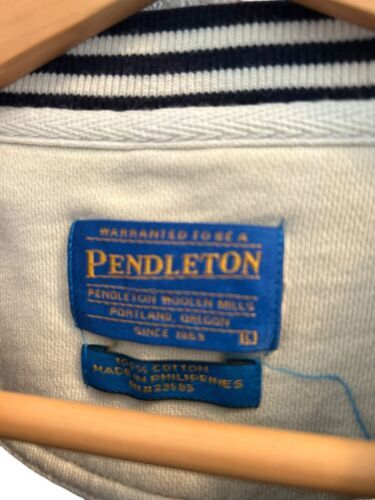 WARRANTED TO BE A
PENDLETON
PENDLETON WOOLEN MILLS
PORTLAND, OREGON
SINCE 1863 L
100% COTTON
MADE IN PHILIPPINES